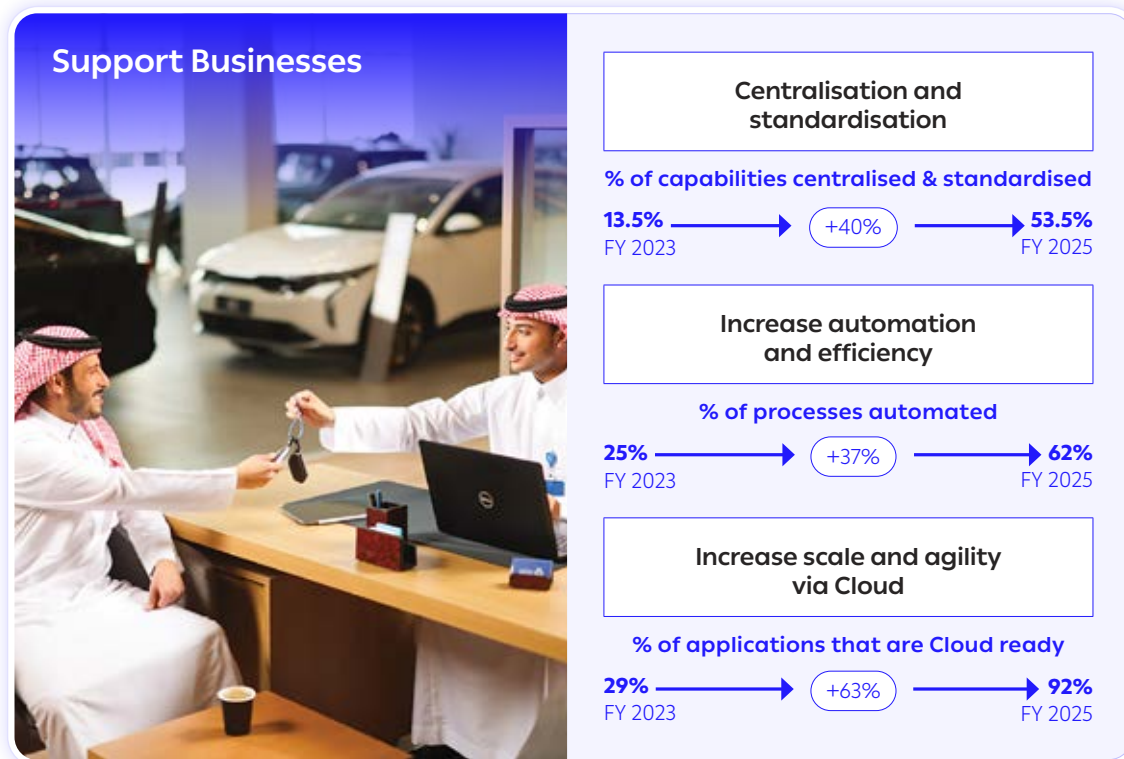 Support Businesses
Centralisation and
standardisation
% of capabilities centralised & standardised
13.5%
FY 2023
+40%
53.5%
FY 2025
Increase automation
and efficiency
% of processes automated
25%
FY 2023
+37%
62%
FY 2025
Increase scale and agility
via Cloud
% of applications that are Cloud ready
29%
FY 2023
+63%
92%
FY 2025
DELL